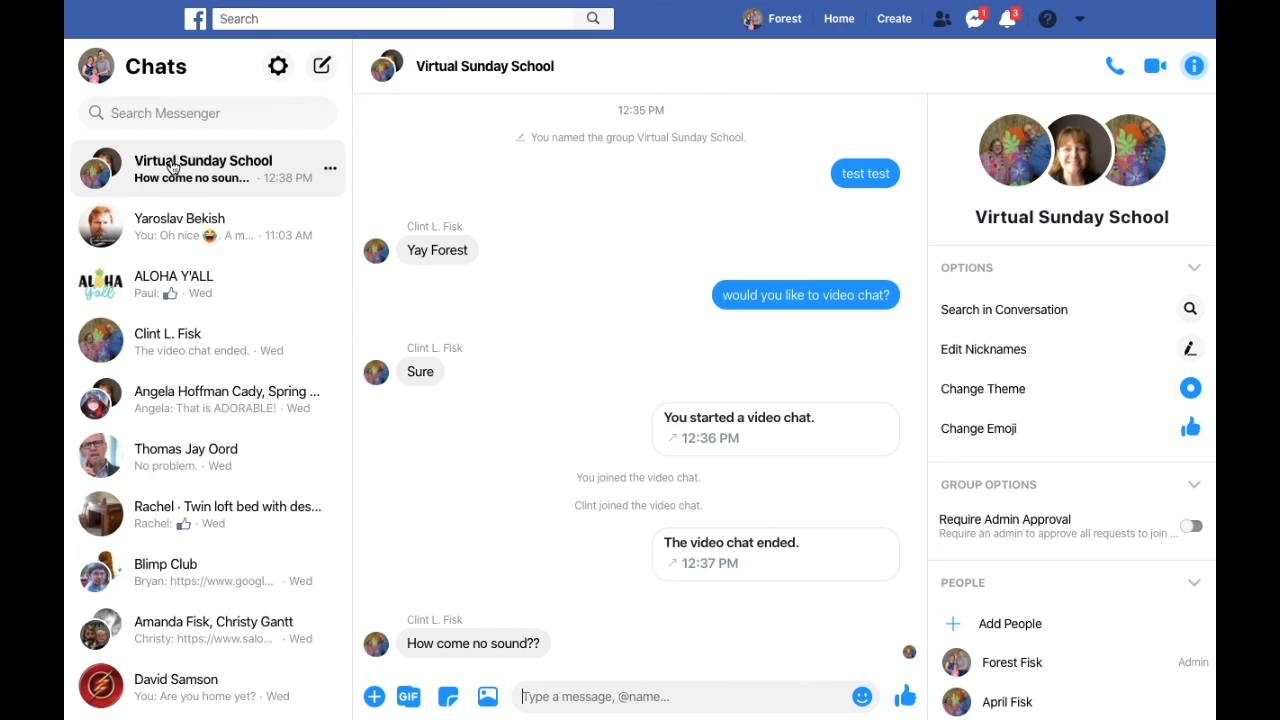 Search
Forest
Home
Create
1
3
Chats
Search Messenger
Virtual Sunday School
How come no soun... · 12:38 PM
Yaroslav Bekish
You: Oh nice 😂. A m... · 11:03 AM
ALOHA Y'ALL
Paul: 👍 · Wed
ALOHA
Y'all
Clint L. Fisk
The video chat ended. · Wed
Angela Hoffman Cady, Spring ...
Angela: That is ADORABLE! · Wed
Thomas Jay Oord
No problem. · Wed
Rachel · Twin loft bed with des...
Rachel: 👍 · Wed
Blimp Club
Bryan: https://www.googl... · Wed
Amanda Fisk, Christy Gantt
Christy: https://www.salo... · Wed
David Samson
You: Are you home yet? · Wed
Virtual Sunday School
12:35 PM
You named the group Virtual Sunday School.
test test
Clint L. Fisk
Yay Forest
would you like to video chat?
Clint L. Fisk
Sure
You started a video chat.
↗ 12:36 PM
You joined the video chat.
Clint joined the video chat.
The video chat ended.
↗ 12:37 PM
Clint L. Fisk
How come no sound??
GIF
Type a message, @name...
Virtual Sunday School
OPTIONS
Search in Conversation
Edit Nicknames
Change Theme
Change Emoji
GROUP OPTIONS
Require Admin Approval
Require an admin to approve all requests to join ...
PEOPLE
Add People
Forest Fisk
Admin
April Fisk